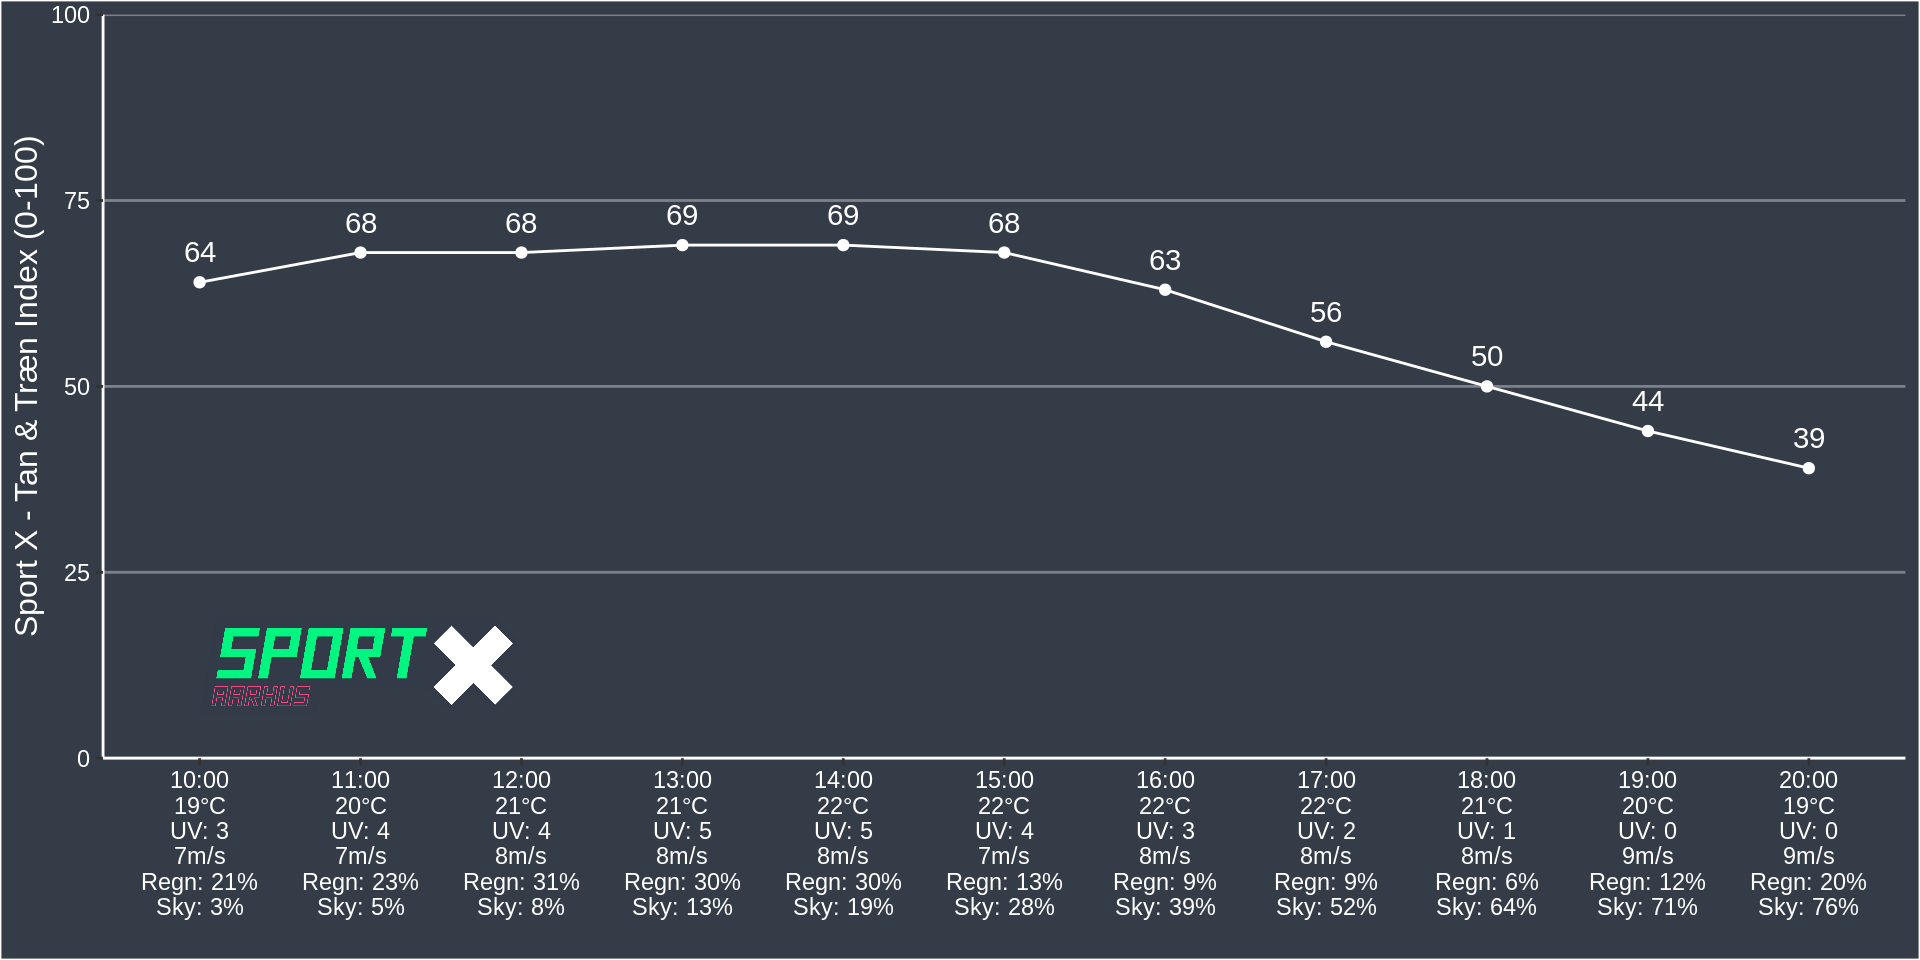 Sport X - Tan & Træn Index (0-100)
100
75
50
25
0
64
68
68
69
69
68
63
56
50
44
39
SPORT X
AARHUS
10:00 11:00 12:00 13:00 14:00 15:00 16:00 17:00 18:00 19:00 20:00
19°C 20°C 21°C 21°C 22°C 22°C 22°C 22°C 21°C 20°C 19°C
UV: 3 UV: 4 UV: 4 UV: 5 UV: 5 UV: 4 UV: 3 UV: 2 UV: 1 UV: 0 UV: 0
7m/s 7m/s 8m/s 8m/s 8m/s 7m/s 8m/s 8m/s 8m/s 9m/s 9m/s
Regn: 21% Regn: 23% Regn: 31% Regn: 30% Regn: 30% Regn: 13% Regn: 9% Regn: 9% Regn: 6% Regn: 12% Regn: 20%
Sky: 3% Sky: 5% Sky: 8% Sky: 13% Sky: 19% Sky: 28% Sky: 39% Sky: 52% Sky: 64% Sky: 71% Sky: 76%